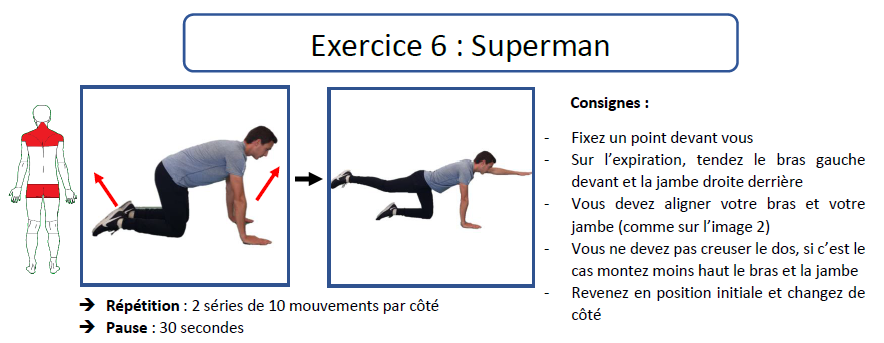 Exercice 6 : Superman
Consignes :
- Fixez un point devant vous
- Sur l’expiration, tendez le bras gauche
devant et la jambe droite derrière
- Vous devez aligner votre bras et votre
jambe (comme sur l’image 2)
- Vous ne devez pas creuser le dos, si c’est le
cas montez moins haut le bras et la jambe
- Revenez en position initiale et changez de
côté
➔ Répétition : 2 séries de 10 mouvements par côté
➔ Pause : 30 secondes